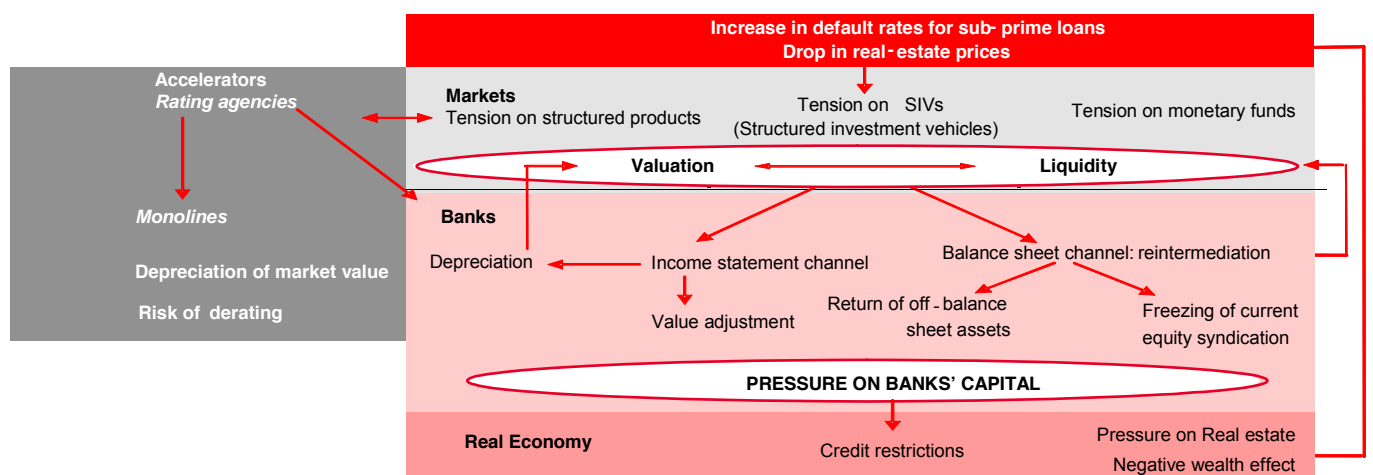 Increase in default rates for sub- prime loans
Drop in real-estate prices
Accelerators
Rating agencies
Monolines
Depreciation of market value
Risk of derating
Markets
Tension on structured products
Tension on SIVs
(Structured investment vehicles)
Tension on monetary funds
Valuation
Liquidity
Banks
Depreciation
Income statement channel
Value adjustment
Balance sheet channel: reintermediation
Return of off-balance
sheet assets
Freezing of current
equity syndication
PRESSURE ON BANKS’ CAPITAL
Real Economy
Credit restrictions
Pressure on Real estate
Negative wealth effect